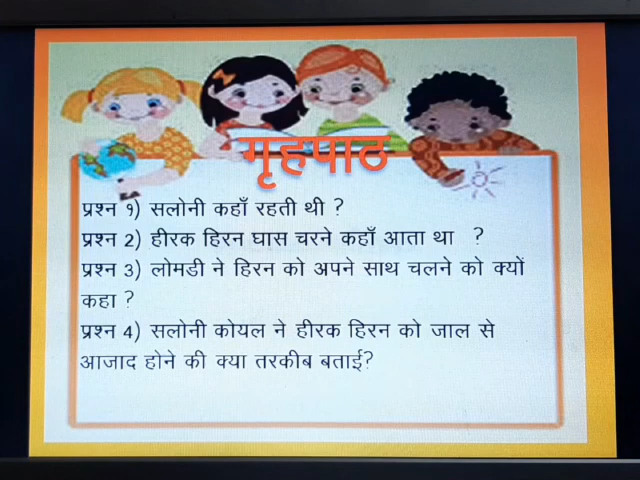 गृहपाठ
प्रश्न १) सलोनी कहाँ रहती थी ?
प्रश्न 2) हीरक हिरन घास चरने कहाँ आता था ?
प्रश्न 3) लोमडी ने हिरन को अपने साथ चलने को क्यों
कहा ?
प्रश्न 4) सलोनी कोयल ने हीरक हिरन को जाल से
आजाद होने की क्या तरकीब बताई?